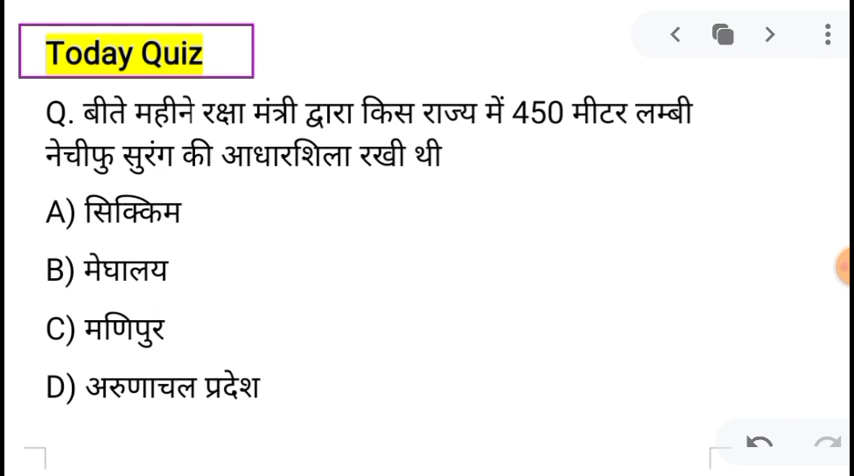 Today Quiz
Q. बीते महीने रक्षा मंत्री द्वारा किस राज्य में 450 मीटर लम्बी
नेचीफु सुरंग की आधारशिला रखी थी
A) सिक्किम
B) मेघालय
C) मणिपुर
D) अरुणाचल प्रदेश